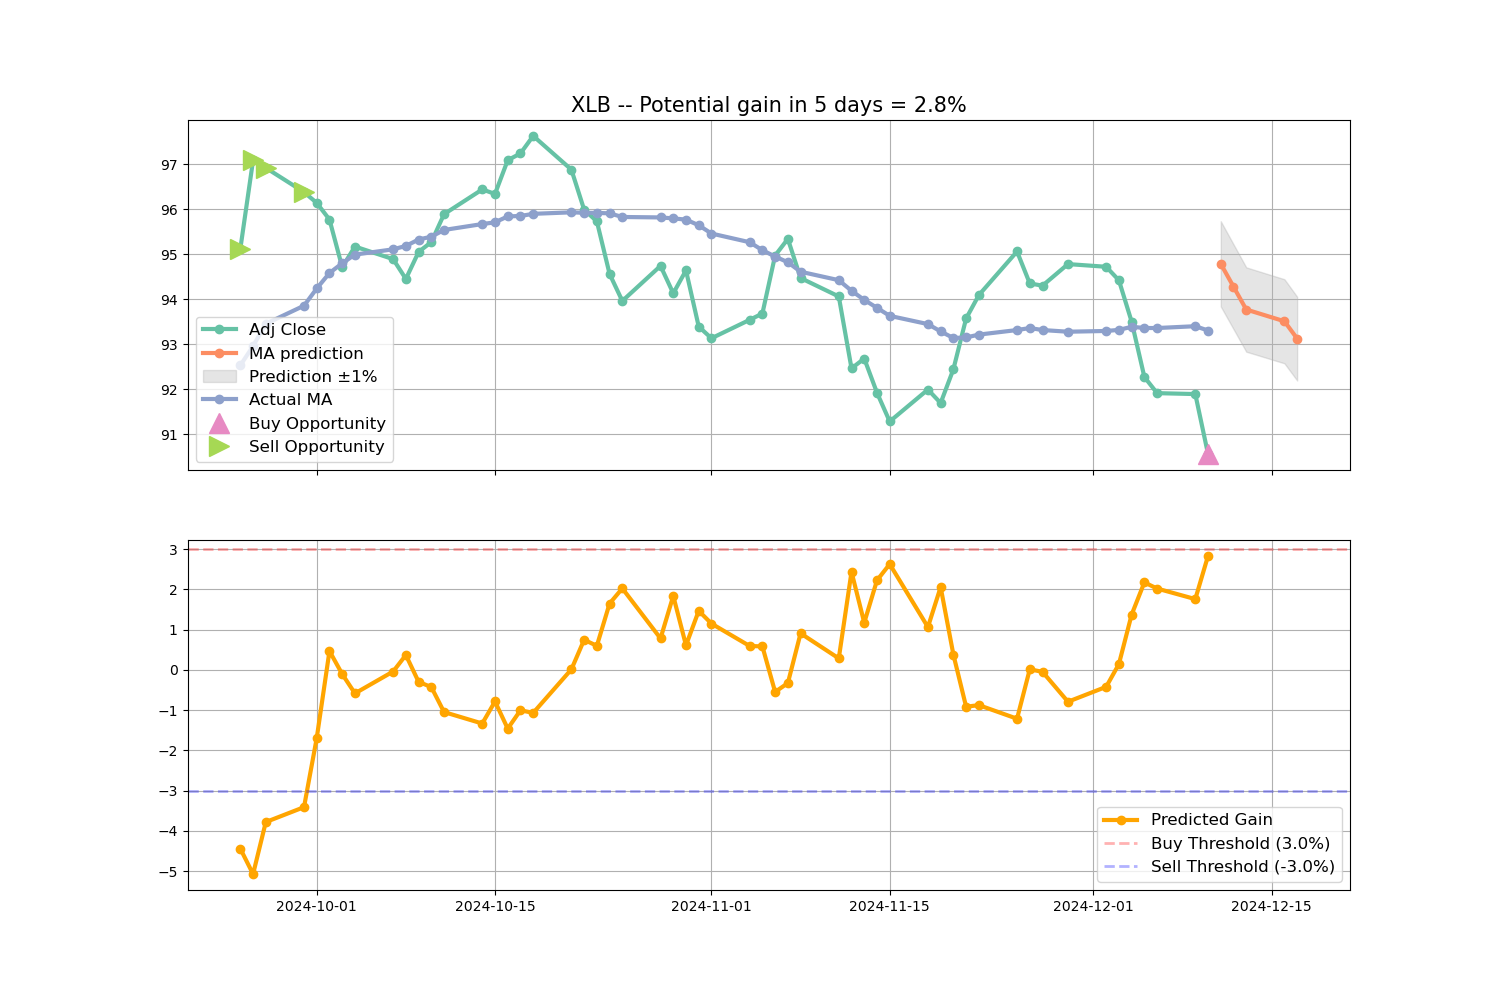 XLB -- Potential gain in 5 days = 2.8%
97
96
95
94
93
92
91
Adj Close
MA prediction
Prediction ±1%
Actual MA
Buy Opportunity
Sell Opportunity
3
2
1
0
−1
−2
−3
−4
−5
Predicted Gain
Buy Threshold (3.0%)
Sell Threshold (-3.0%)
2024-10-01 2024-10-15 2024-11-01 2024-11-15 2024-12-01 2024-12-15